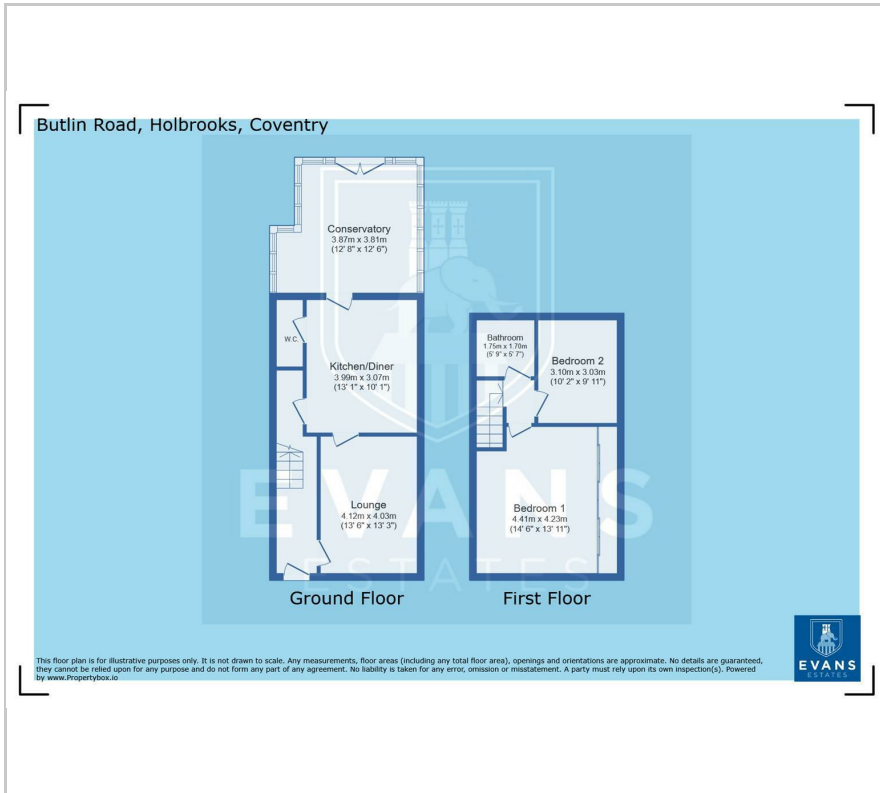 Butlin Road, Holbrooks, Coventry
Conservatory
3.87m x 3.81m
(12' 8" x 12' 6")
W.C.
Kitchen/Diner
3.99m x 3.07m
(13' 1" x 10' 1")
Lounge
4.12m x 4.03m
(13' 6" x 13' 3")
Ground Floor
Bathroom
1.75m x 1.70m
(5' 9" x 5' 7")
Bedroom 2
3.10m x 3.03m
(10' 2" x 9' 11")
Bedroom 1
4.41m x 4.23m
(14' 6" x 13' 11")
First Floor
EVANS
ESTATES
This floor plan is for illustrative purposes only. It is not drawn to scale. Any measurements, floor areas (including any total floor area), openings and orientations are approximate. No details are guaranteed,
they cannot be relied upon for any purpose and do not form any part of any agreement. No liability is taken for any error, omission or misstatement. A party must rely upon its own inspection(s). Powered
by www.Propertybox.io
EVANS
ESTATES